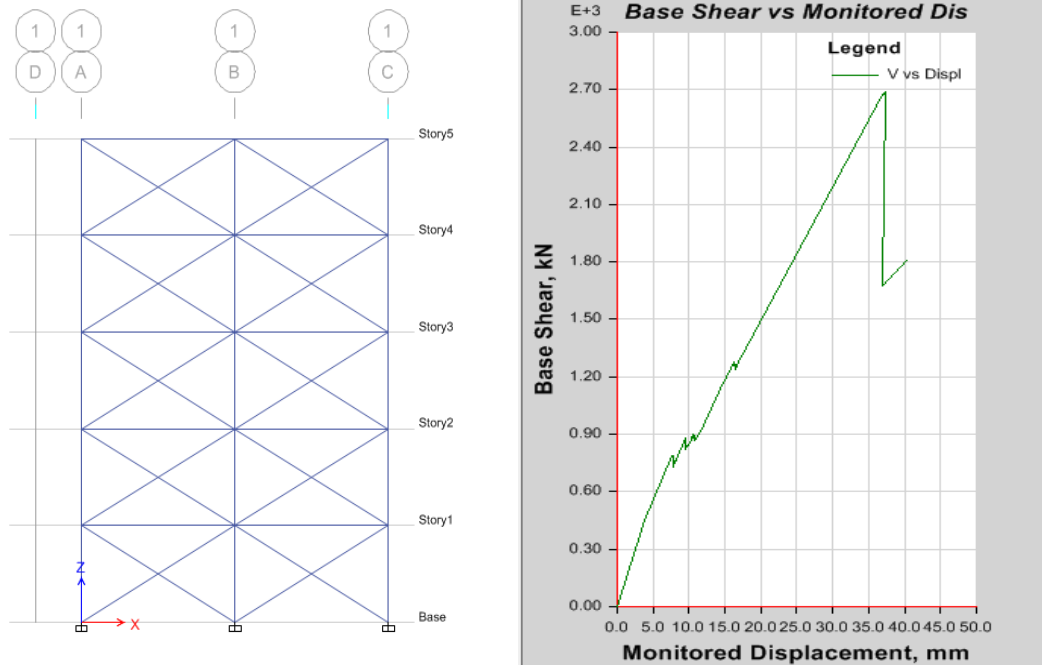 1 1 1 1
D A B C
Story5
Story4
Story3
Story2
Story1
Base
Z
X
E+3 Base Shear vs Monitored Dis
3.00
Legend
V vs Displ
2.70
2.40
2.10
1.80
1.50
1.20
0.90
0.60
0.30
0.00
Base Shear, kN
0.0 5.0 10.0 15.0 20.0 25.0 30.0 35.0 40.0 45.0 50.0
Monitored Displacement, mm